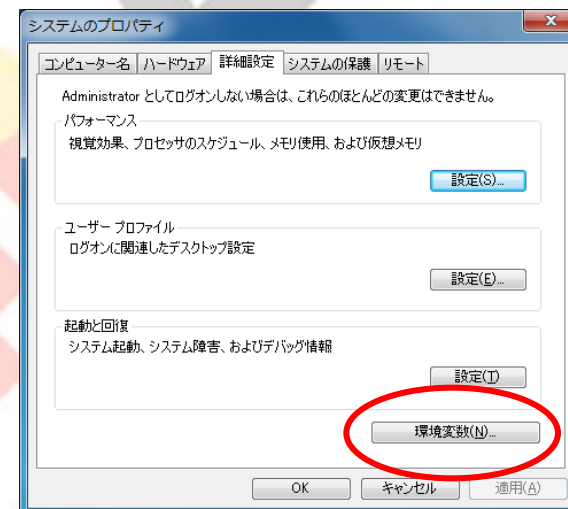 システムのプロパティ
コンピューター名 ハードウェア 詳細設定 システムの保護 リモート
Administrator としてログオンしない場合は、これらのほとんどの変更はできません。
パフォーマンス
視覚効果、プロセッサのスケジュール、メモリ使用、および仮想メモリ
設定(S)...
ユーザー プロファイル
ログオンに関連したデスクトップ設定
設定(E)...
起動と回復
システム起動、システム障害、およびデバッグ情報
設定(T)
環境変数(N)...
OK キャンセル 適用(A)